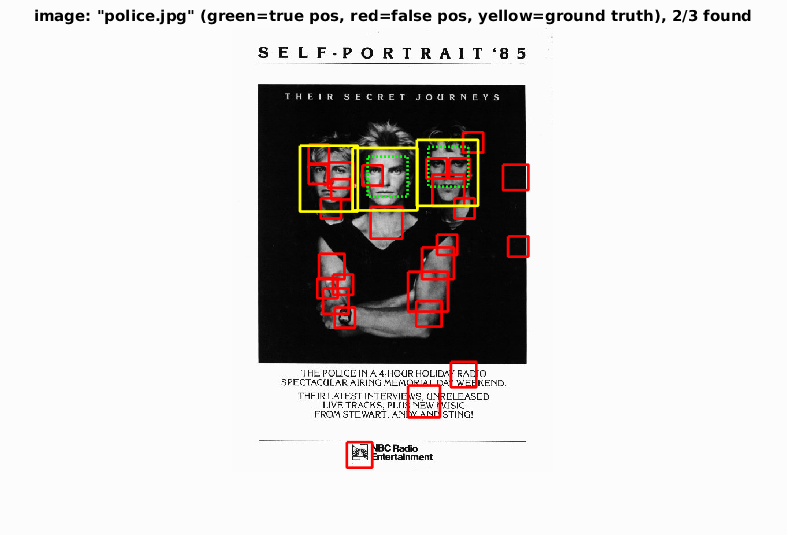 image: "police.jpg" (green=true pos, red=false pos, yellow=ground truth), 2/3 found
SELF-PORTRAIT '85
THEIR SECRET JOURNEYS
THE POLICE IN A 4-HOUR HOLIDAY RADIO
SPECTACULAR AIRING MEMORIAL DAY WEEKEND.
THEIR LATEST INTERVIEWS, UNRELEASED
LIVE TRACKS, PLUS NEW MUSIC
FROM STEWART, ANDY AND STING!
NBC Radio
Entertainment